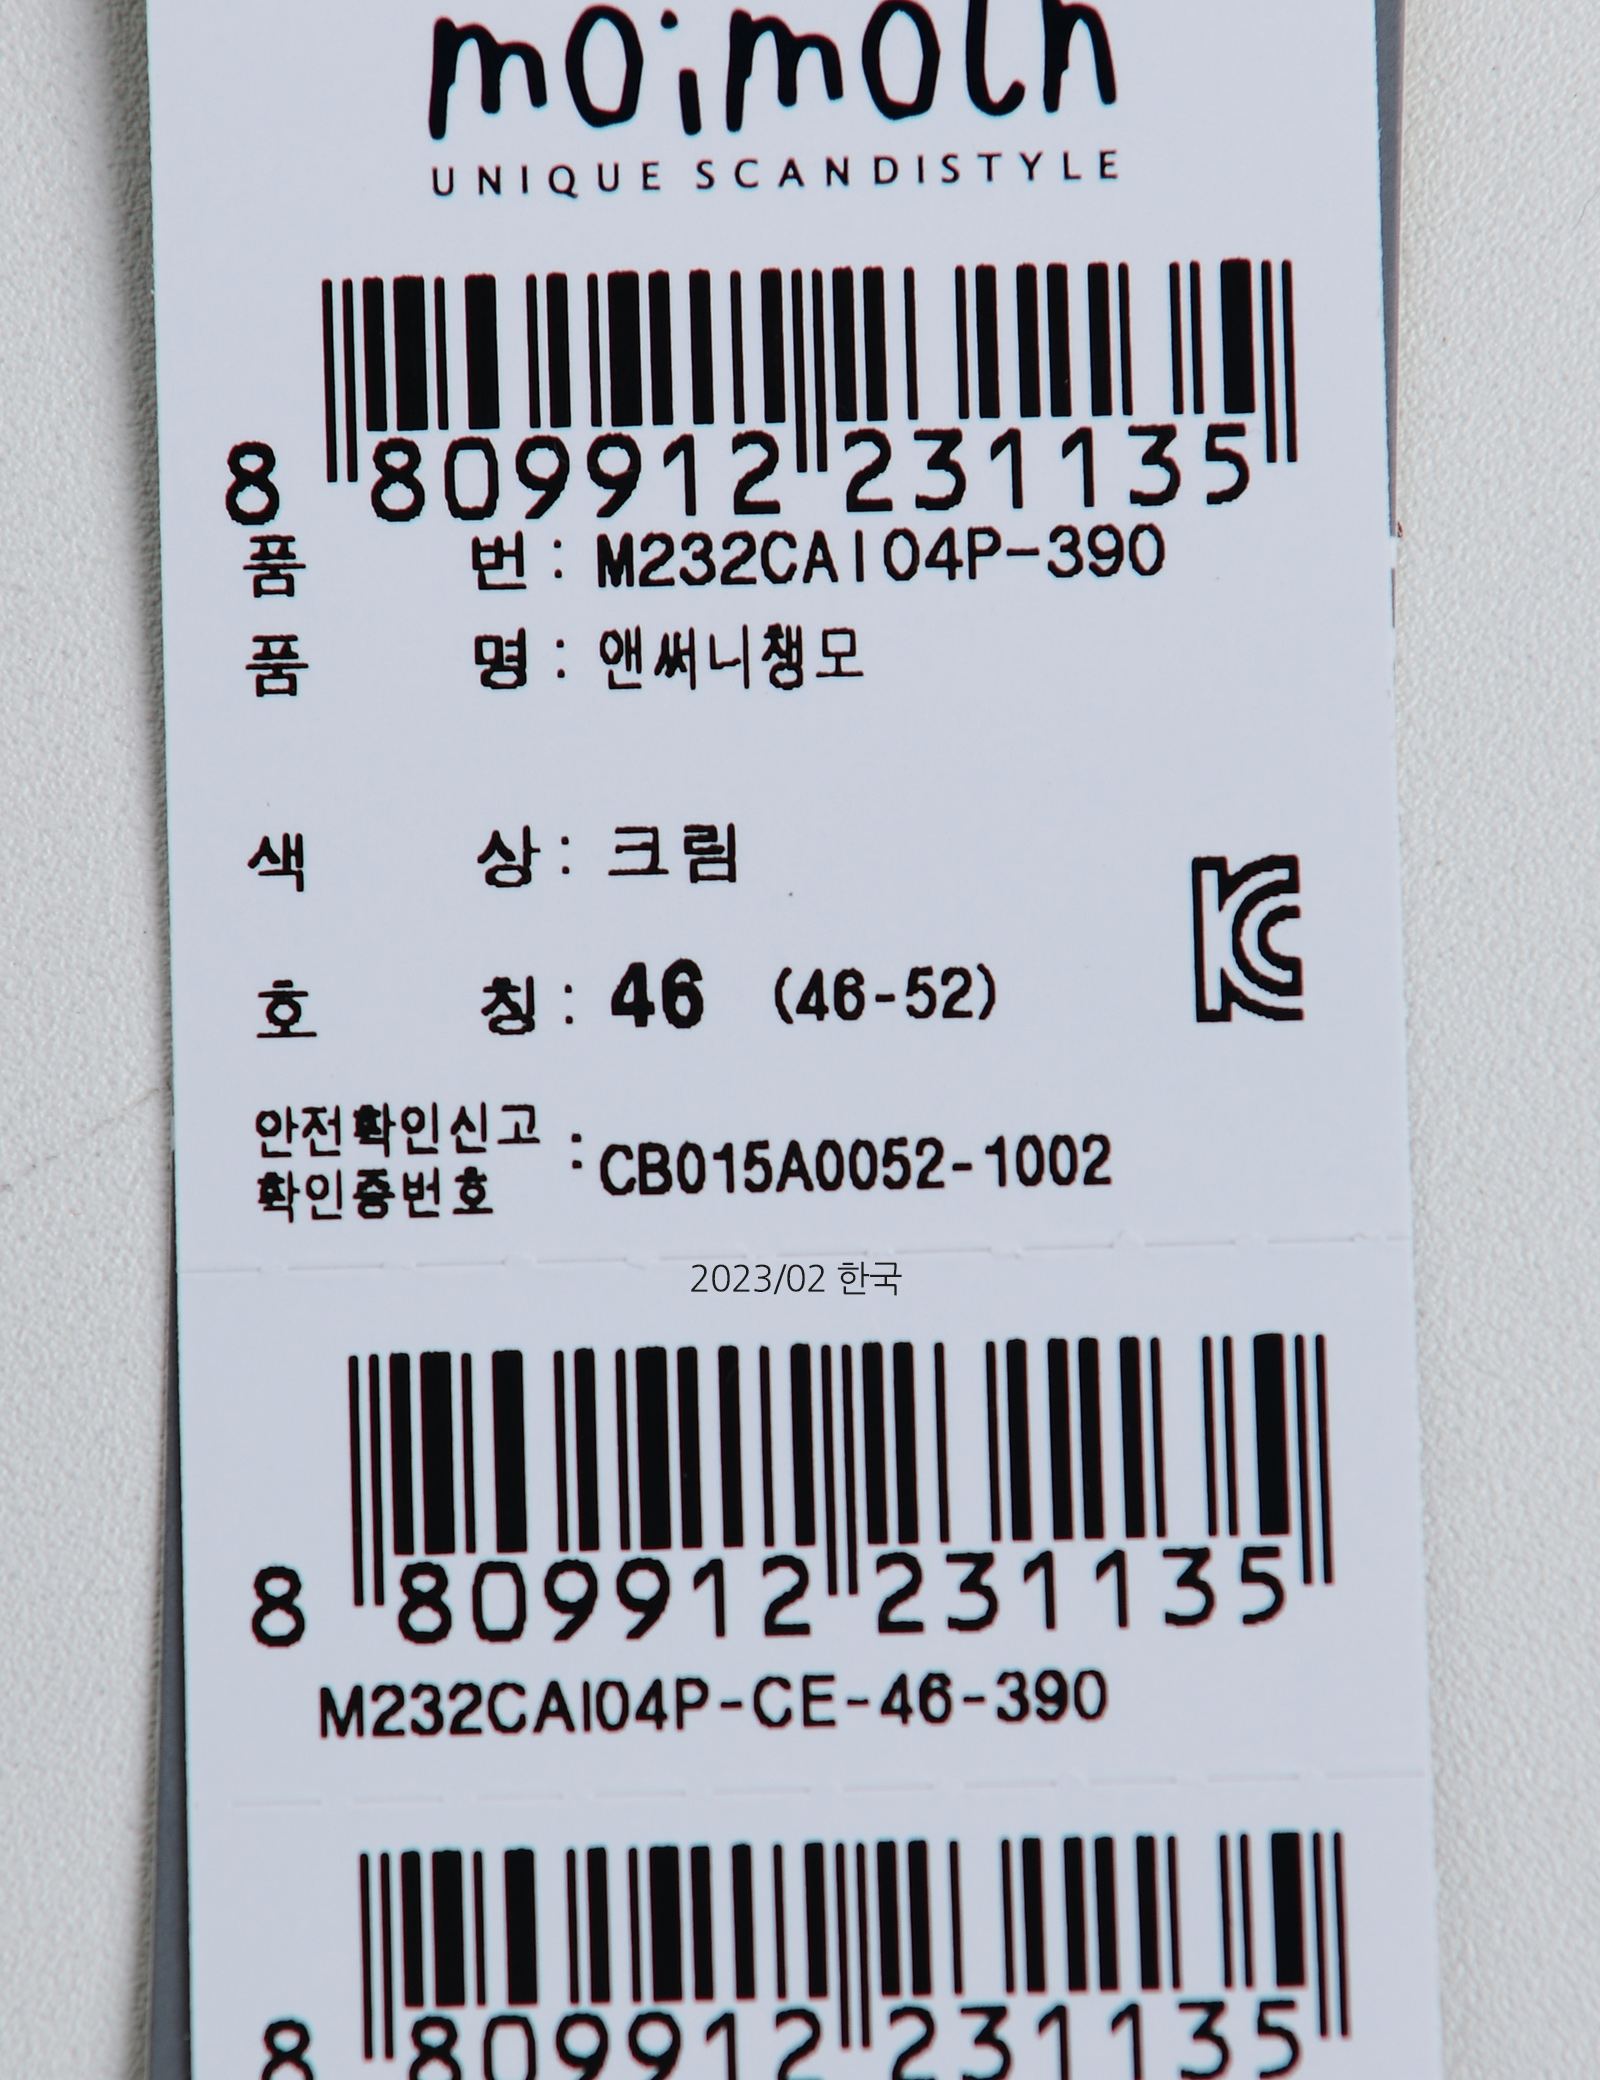 moimoln
UNIQUE SCANDISTYLE
8 809912 231135
품 번 : M232CAI04P-390
품 명 : 앤써니챙모
색 상 : 크림
호 칭 : 46 (46-52)
안전확인신고
확인증번호 : CB015A0052-1002
2023/02 한국
8 809912 231135
M232CAI04P-CE-46-390
8 809912 231135